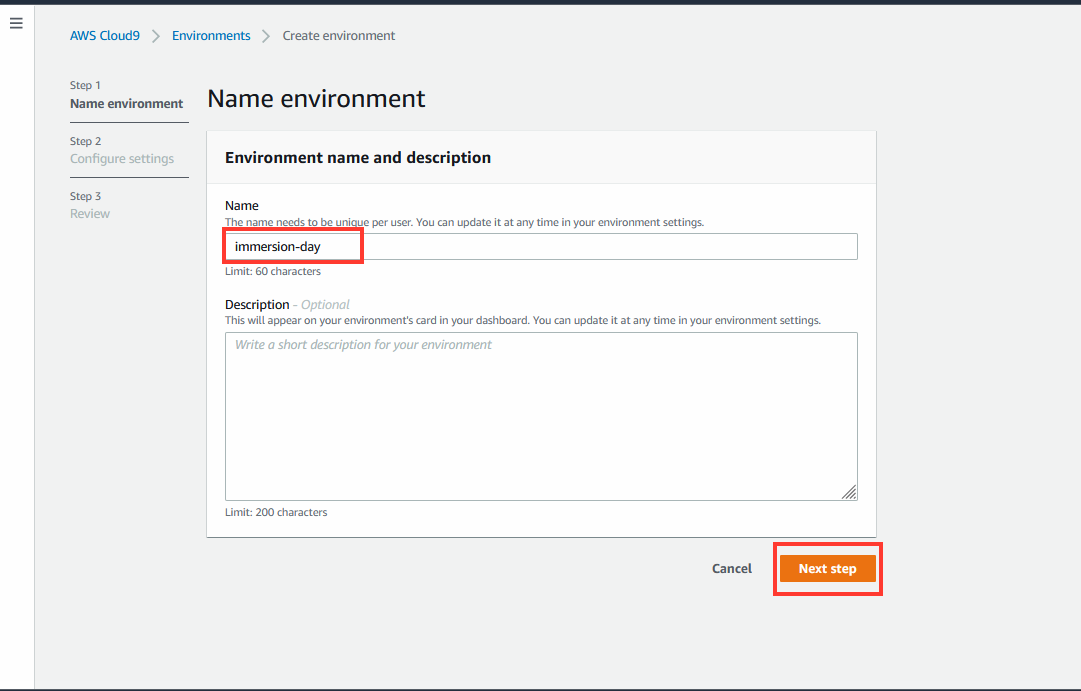 AWS Cloud9 > Environments > Create environment
Step 1
Name environment
Step 2
Configure settings
Step 3
Review
Name environment
Environment name and description
Name
The name needs to be unique per user. You can update it at any time in your environment settings.
immersion-day
Limit: 60 characters
Description - Optional
This will appear on your environment's card in your dashboard. You can update it at any time in your environment settings.
Write a short description for your environment
Limit: 200 characters
Cancel
Next step